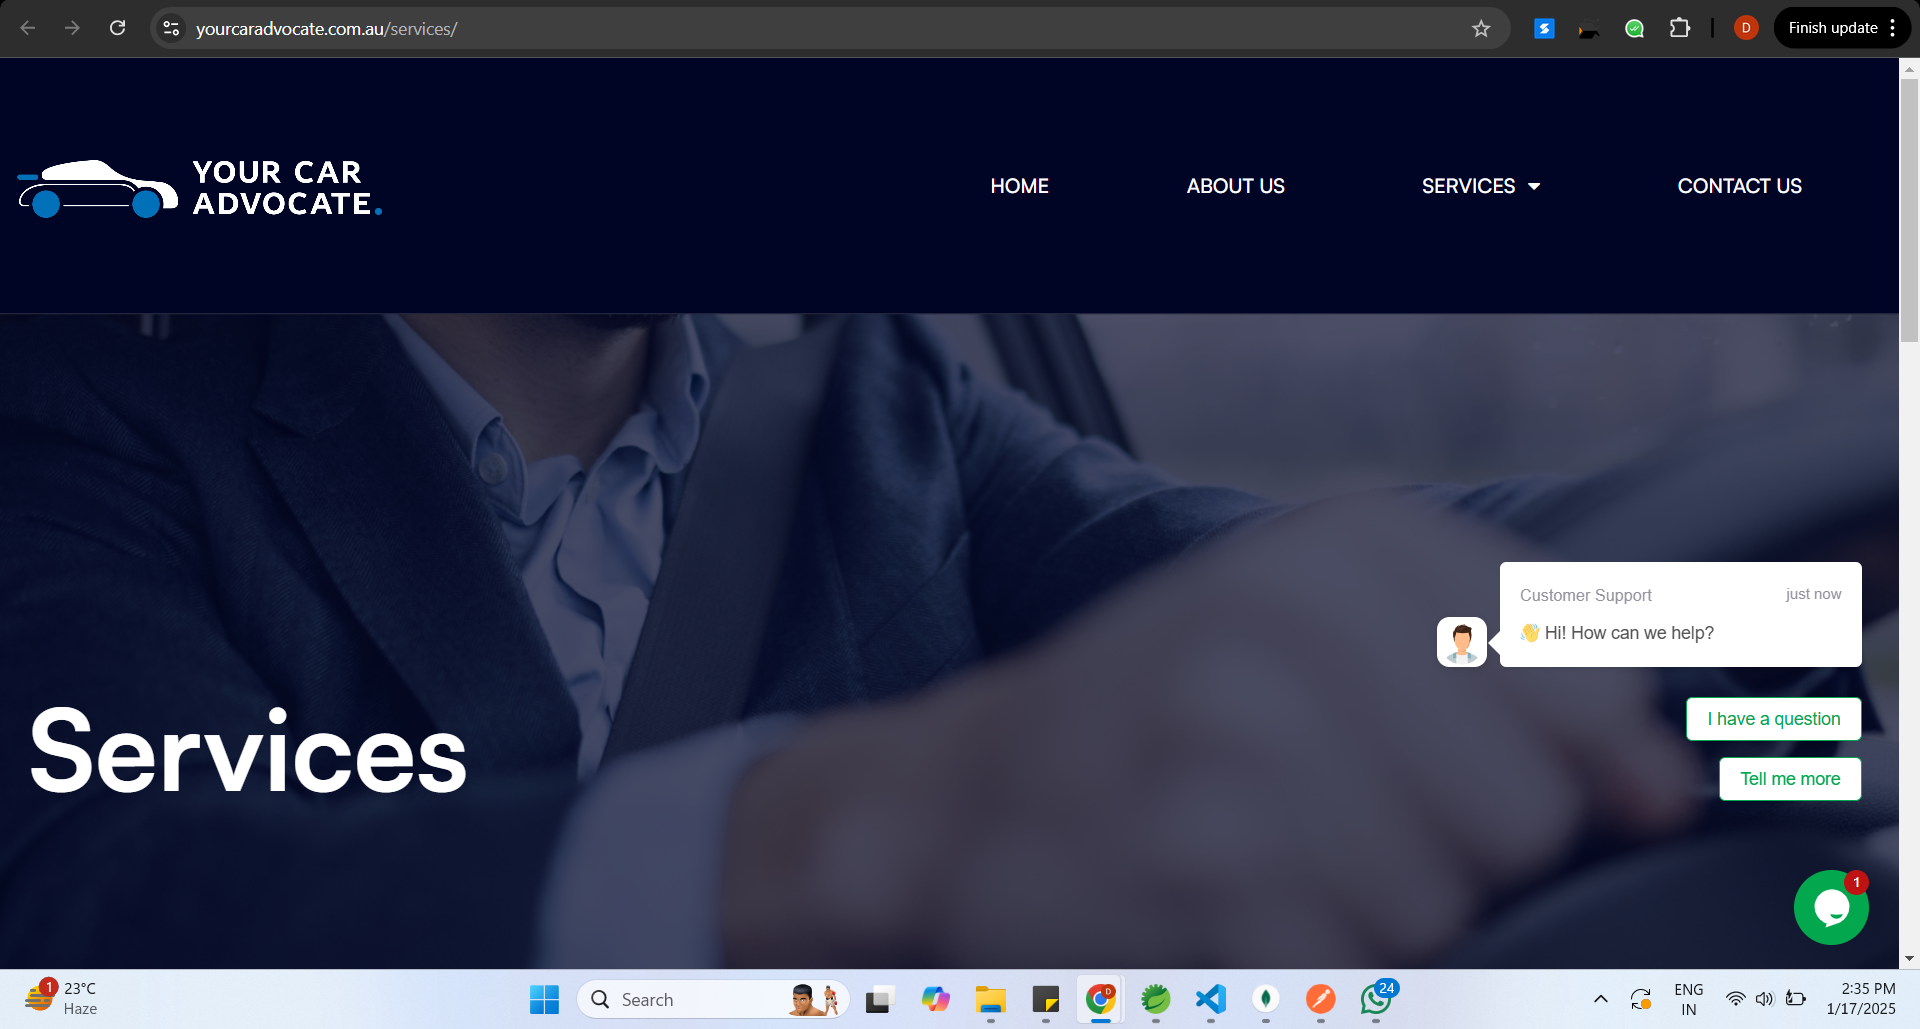 yourcaradvocate.com.au/services/
D
Finish update
YOUR CAR
ADVOCATE.
HOME
ABOUT US
SERVICES
CONTACT US
Services
Customer Support
just now
👋 Hi! How can we help?
I have a question
Tell me more
1
1
23°C
Haze
Search
D
24
ENG
IN
2:35 PM
1/17/2025